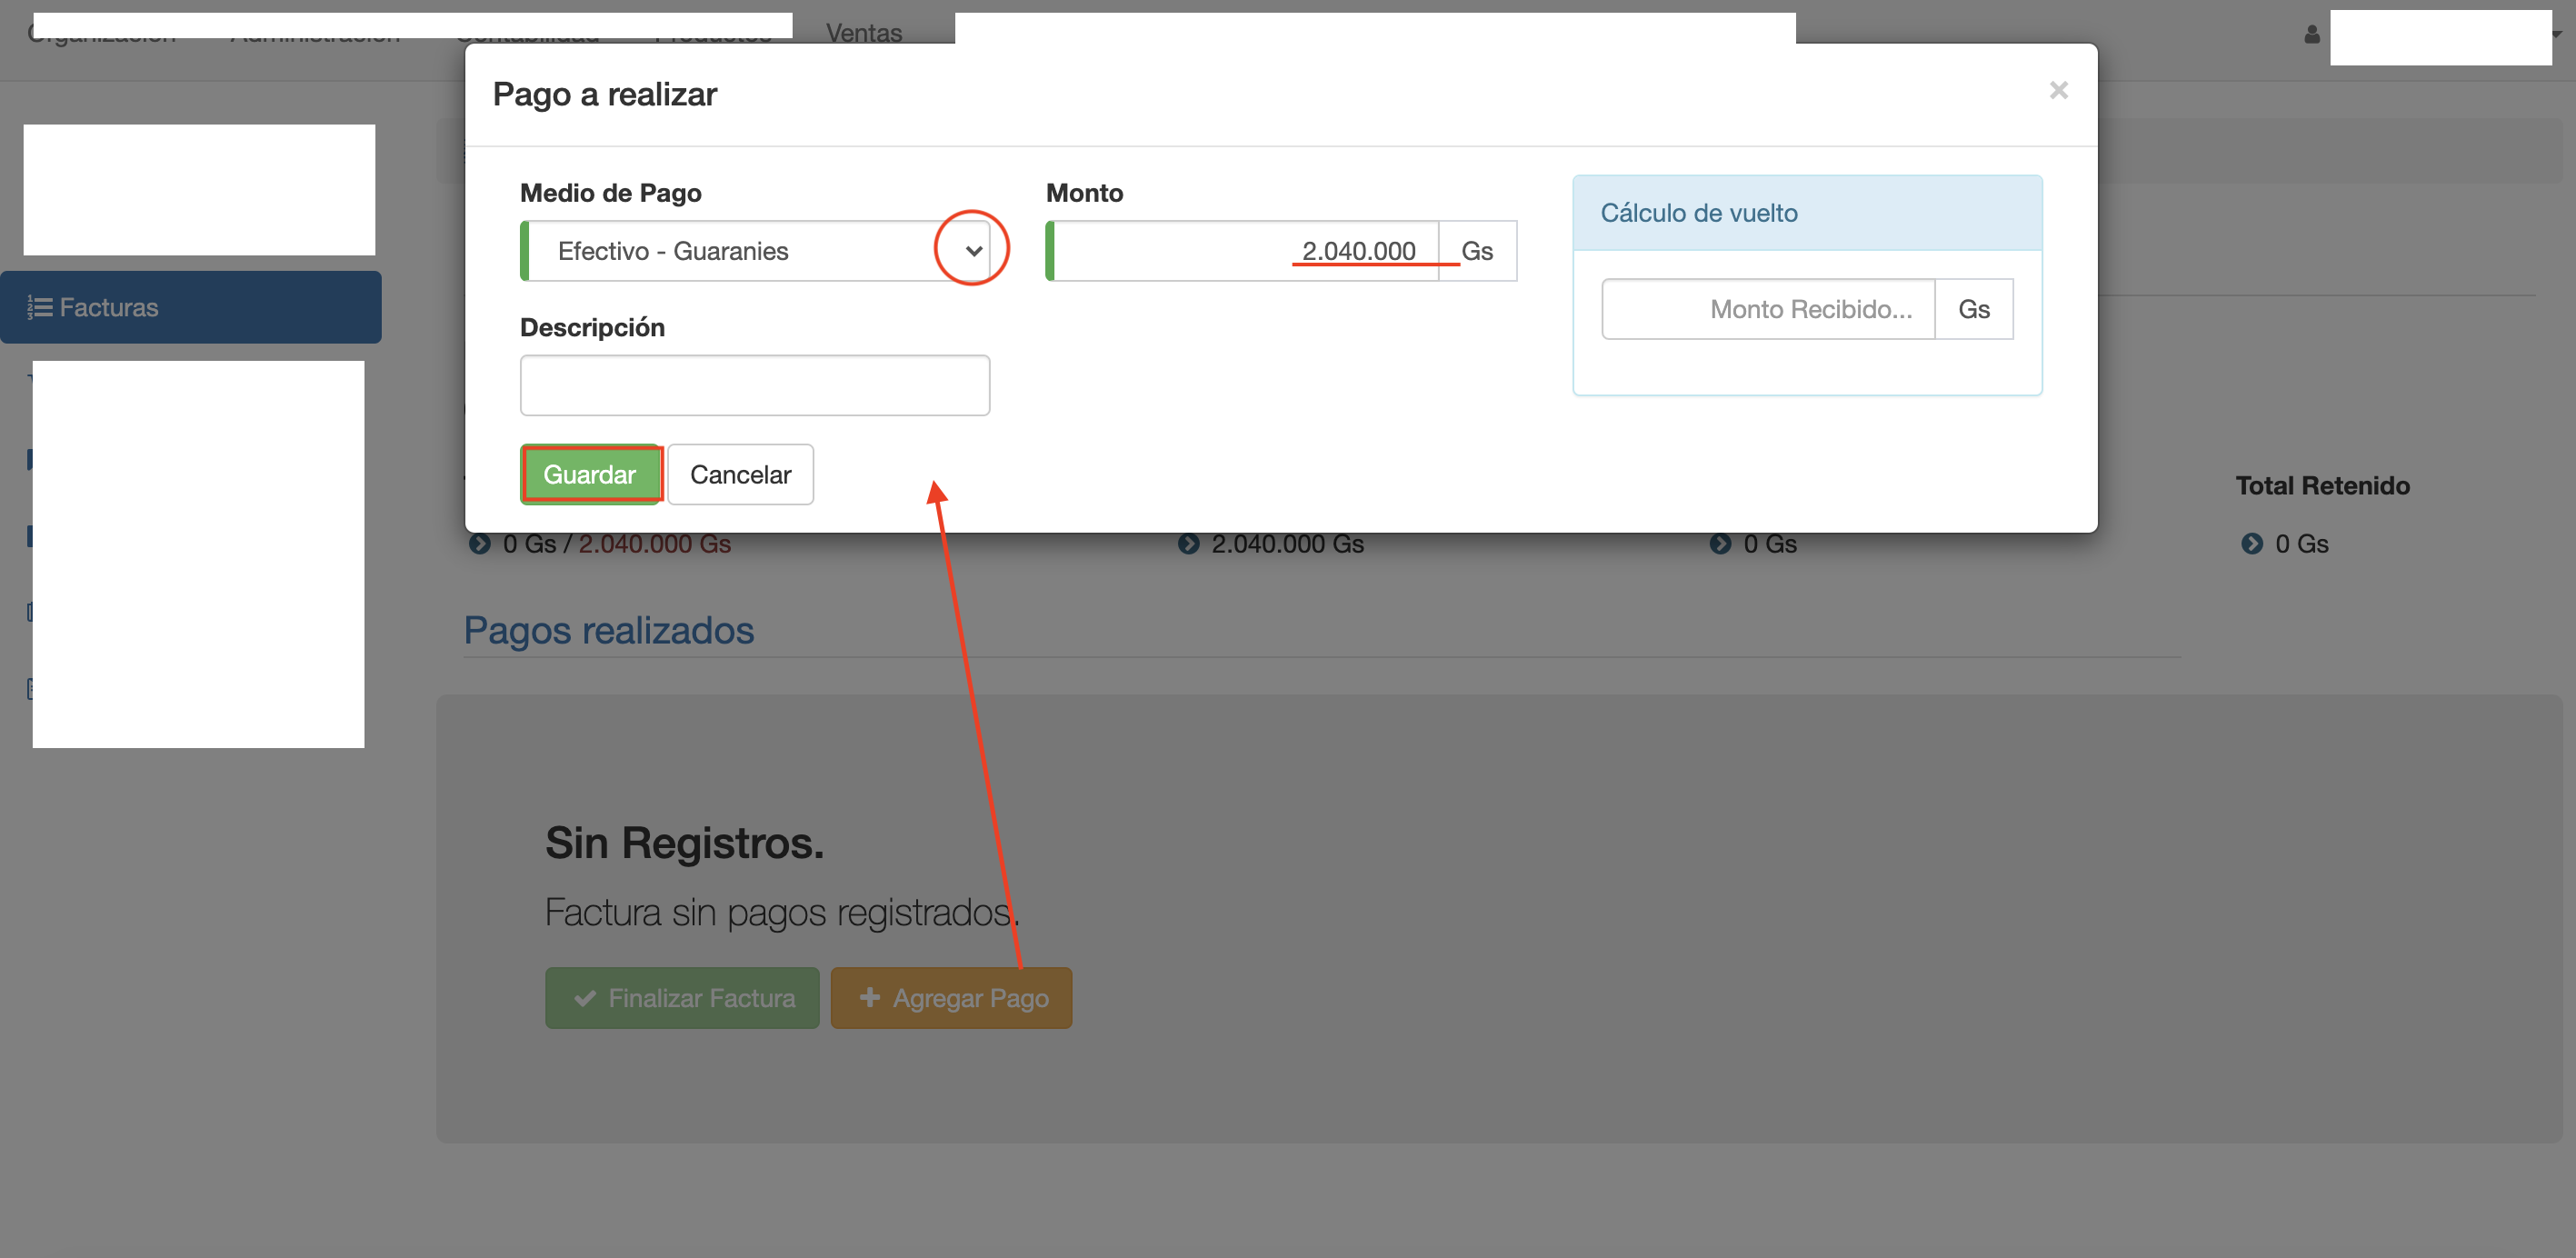 Ventas
Pago a realizar
×
Medio de Pago
Monto
Cálculo de vuelto
Efectivo - Guaranies
2.040.000
Gs
Facturas
Monto Recibido...
Gs
Descripción
Guardar
Cancelar
Total Retenido
0 Gs / 2.040.000 Gs
2.040.000 Gs
0 Gs
0 Gs
Pagos realizados
Sin Registros.
Factura sin pagos registrados.
Finalizar Factura
Agregar Pago